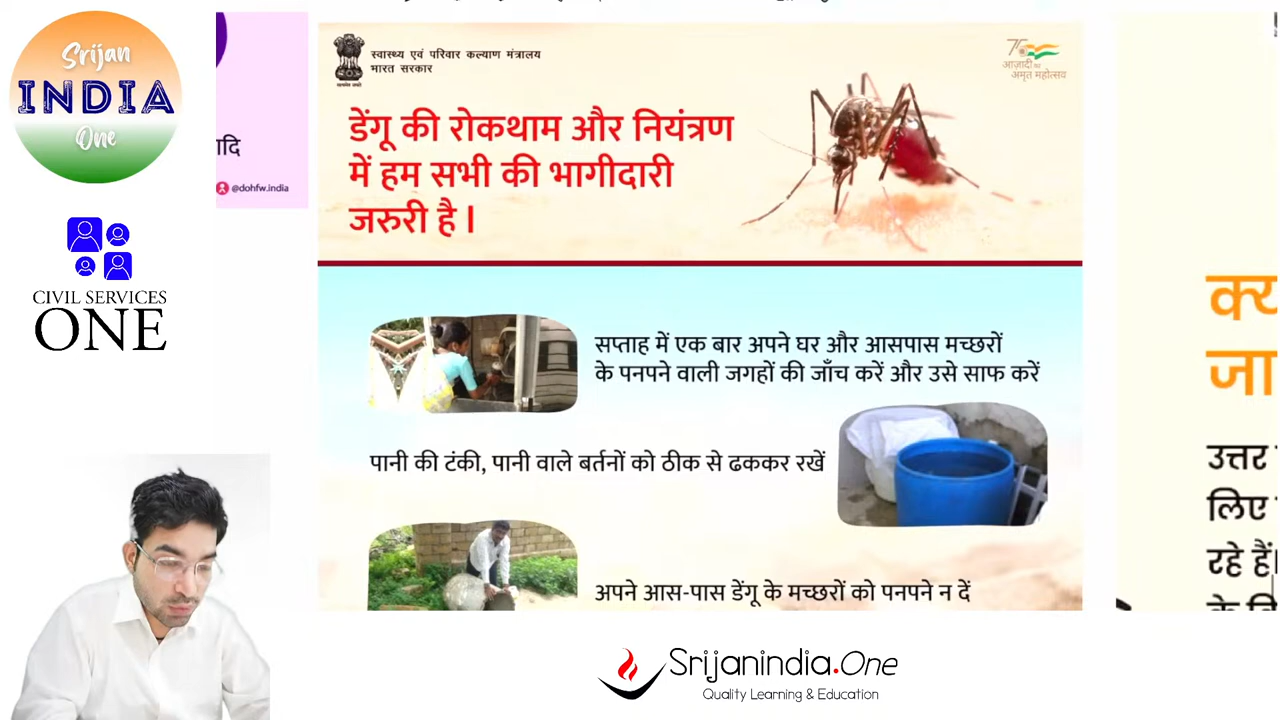 Srijan
INDIA
One
CIVIL SERVICES
ONE
दि
@dohfw.india
स्वास्थ्य एवं परिवार कल्याण मंत्रालय
भारत सरकार
आज़ादी का
अमृत महोत्सव
डेंगू की रोकथाम और नियंत्रण
में हम सभी की भागीदारी
जरुरी है।
सप्ताह में एक बार अपने घर और आसपास मच्छरों
के पनपने वाली जगहों की जाँच करें और उसे साफ करें
पानी की टंकी, पानी वाले बर्तनों को ठीक से ढककर रखें
अपने आस-पास डेंगू के मच्छरों को पनपने न दें
जा
उत्तर
लिए
रहे हैं
Srijanindia.One
Quality Learning & Education